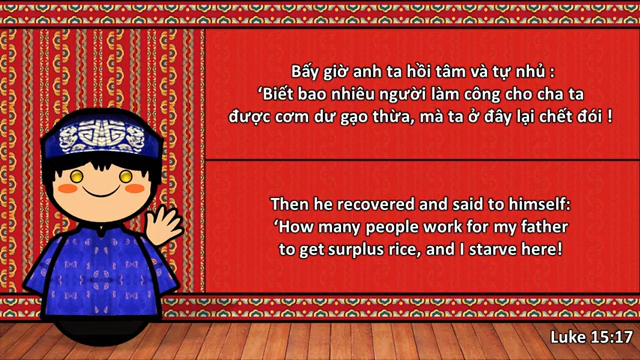 Bấy giờ anh ta hồi tâm và tự nhủ :
‘Biết bao nhiêu người làm công cho cha ta
được cơm dư gạo thừa, mà ta ở đây lại chết đói !
Then he recovered and said to himself:
‘How many people work for my father
to get surplus rice, and I starve here!
Luke 15:17